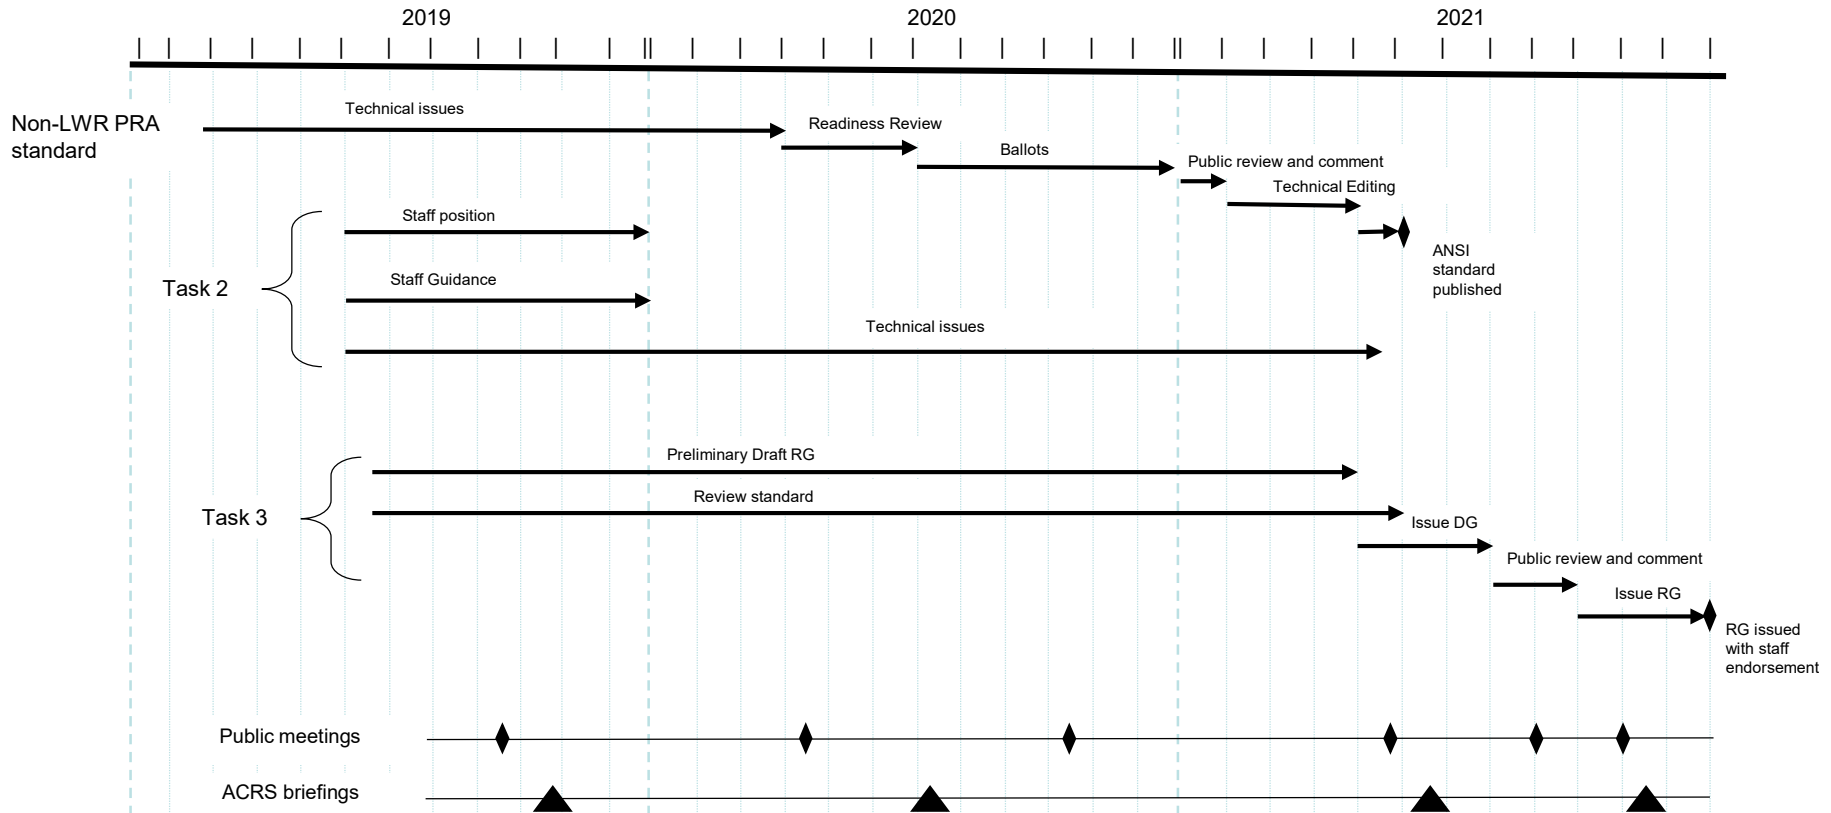 2019
2020
2021
Technical issues
Non-LWR PRA
standard
Readiness Review
Ballots
Public review and comment
Technical Editing
Staff position
ANSI
standard
published
Task 2
Staff Guidance
Technical issues
Preliminary Draft RG
Review standard
Task 3
Issue DG
Public review and comment
Issue RG
RG issued
with staff
endorsement
Public meetings
ACRS briefings